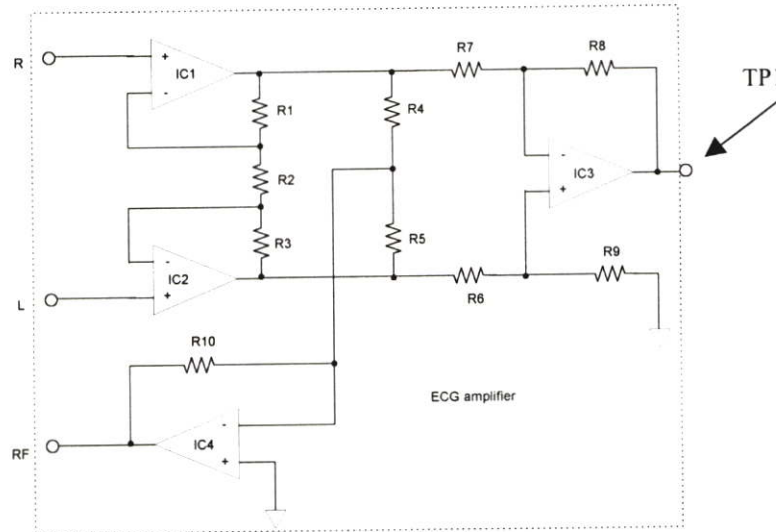 R
+
IC1
-
R1
R2
R3
-
IC2
+
L
R4
R5
R7
R8
-
IC3
+
TP1
R6
R9
R10
-
IC4
+
RF
ECG amplifier